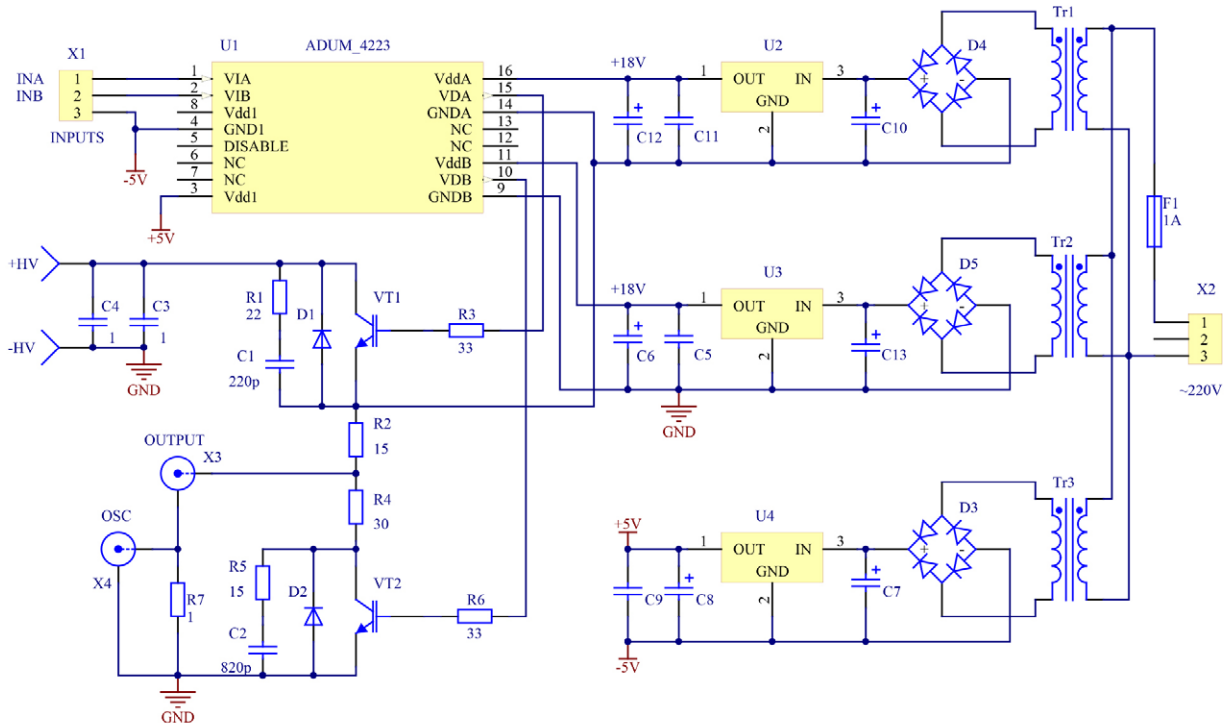 Tr1
X1
U1
ADUM_4223
U2
D4
INA
INB
1
2
3
INPUTS
-5V
1
2
8
4
5
6
7
3
VIA
VIB
Vdd1
GND1
DISABLE
NC
NC
Vdd1
VddA
VDA
GNDA
NC
NC
VddB
VDB
GNDB
16
15
14
13
12
11
10
9
+18V
1
OUT
IN
GND
2
3
+
-
+
C12
C11
+
C10
+5V
F1
1A
Tr2
+HV
-HV
C4
1
C3
1
GND
R1
22
C1
220p
D1
VT1
R3
33
+18V
U3
1
OUT
IN
GND
2
3
D5
+
-
+
C6
C5
+
C13
GND
X2
1
2
3
~220V
R2
15
OUTPUT
X3
R4
30
OSC
X4
R7
1
GND
R5
15
C2
820p
D2
VT2
R6
33
Tr3
+5V
U4
1
OUT
IN
GND
2
3
D3
+
-
C9
+
C8
+
C7
-5V